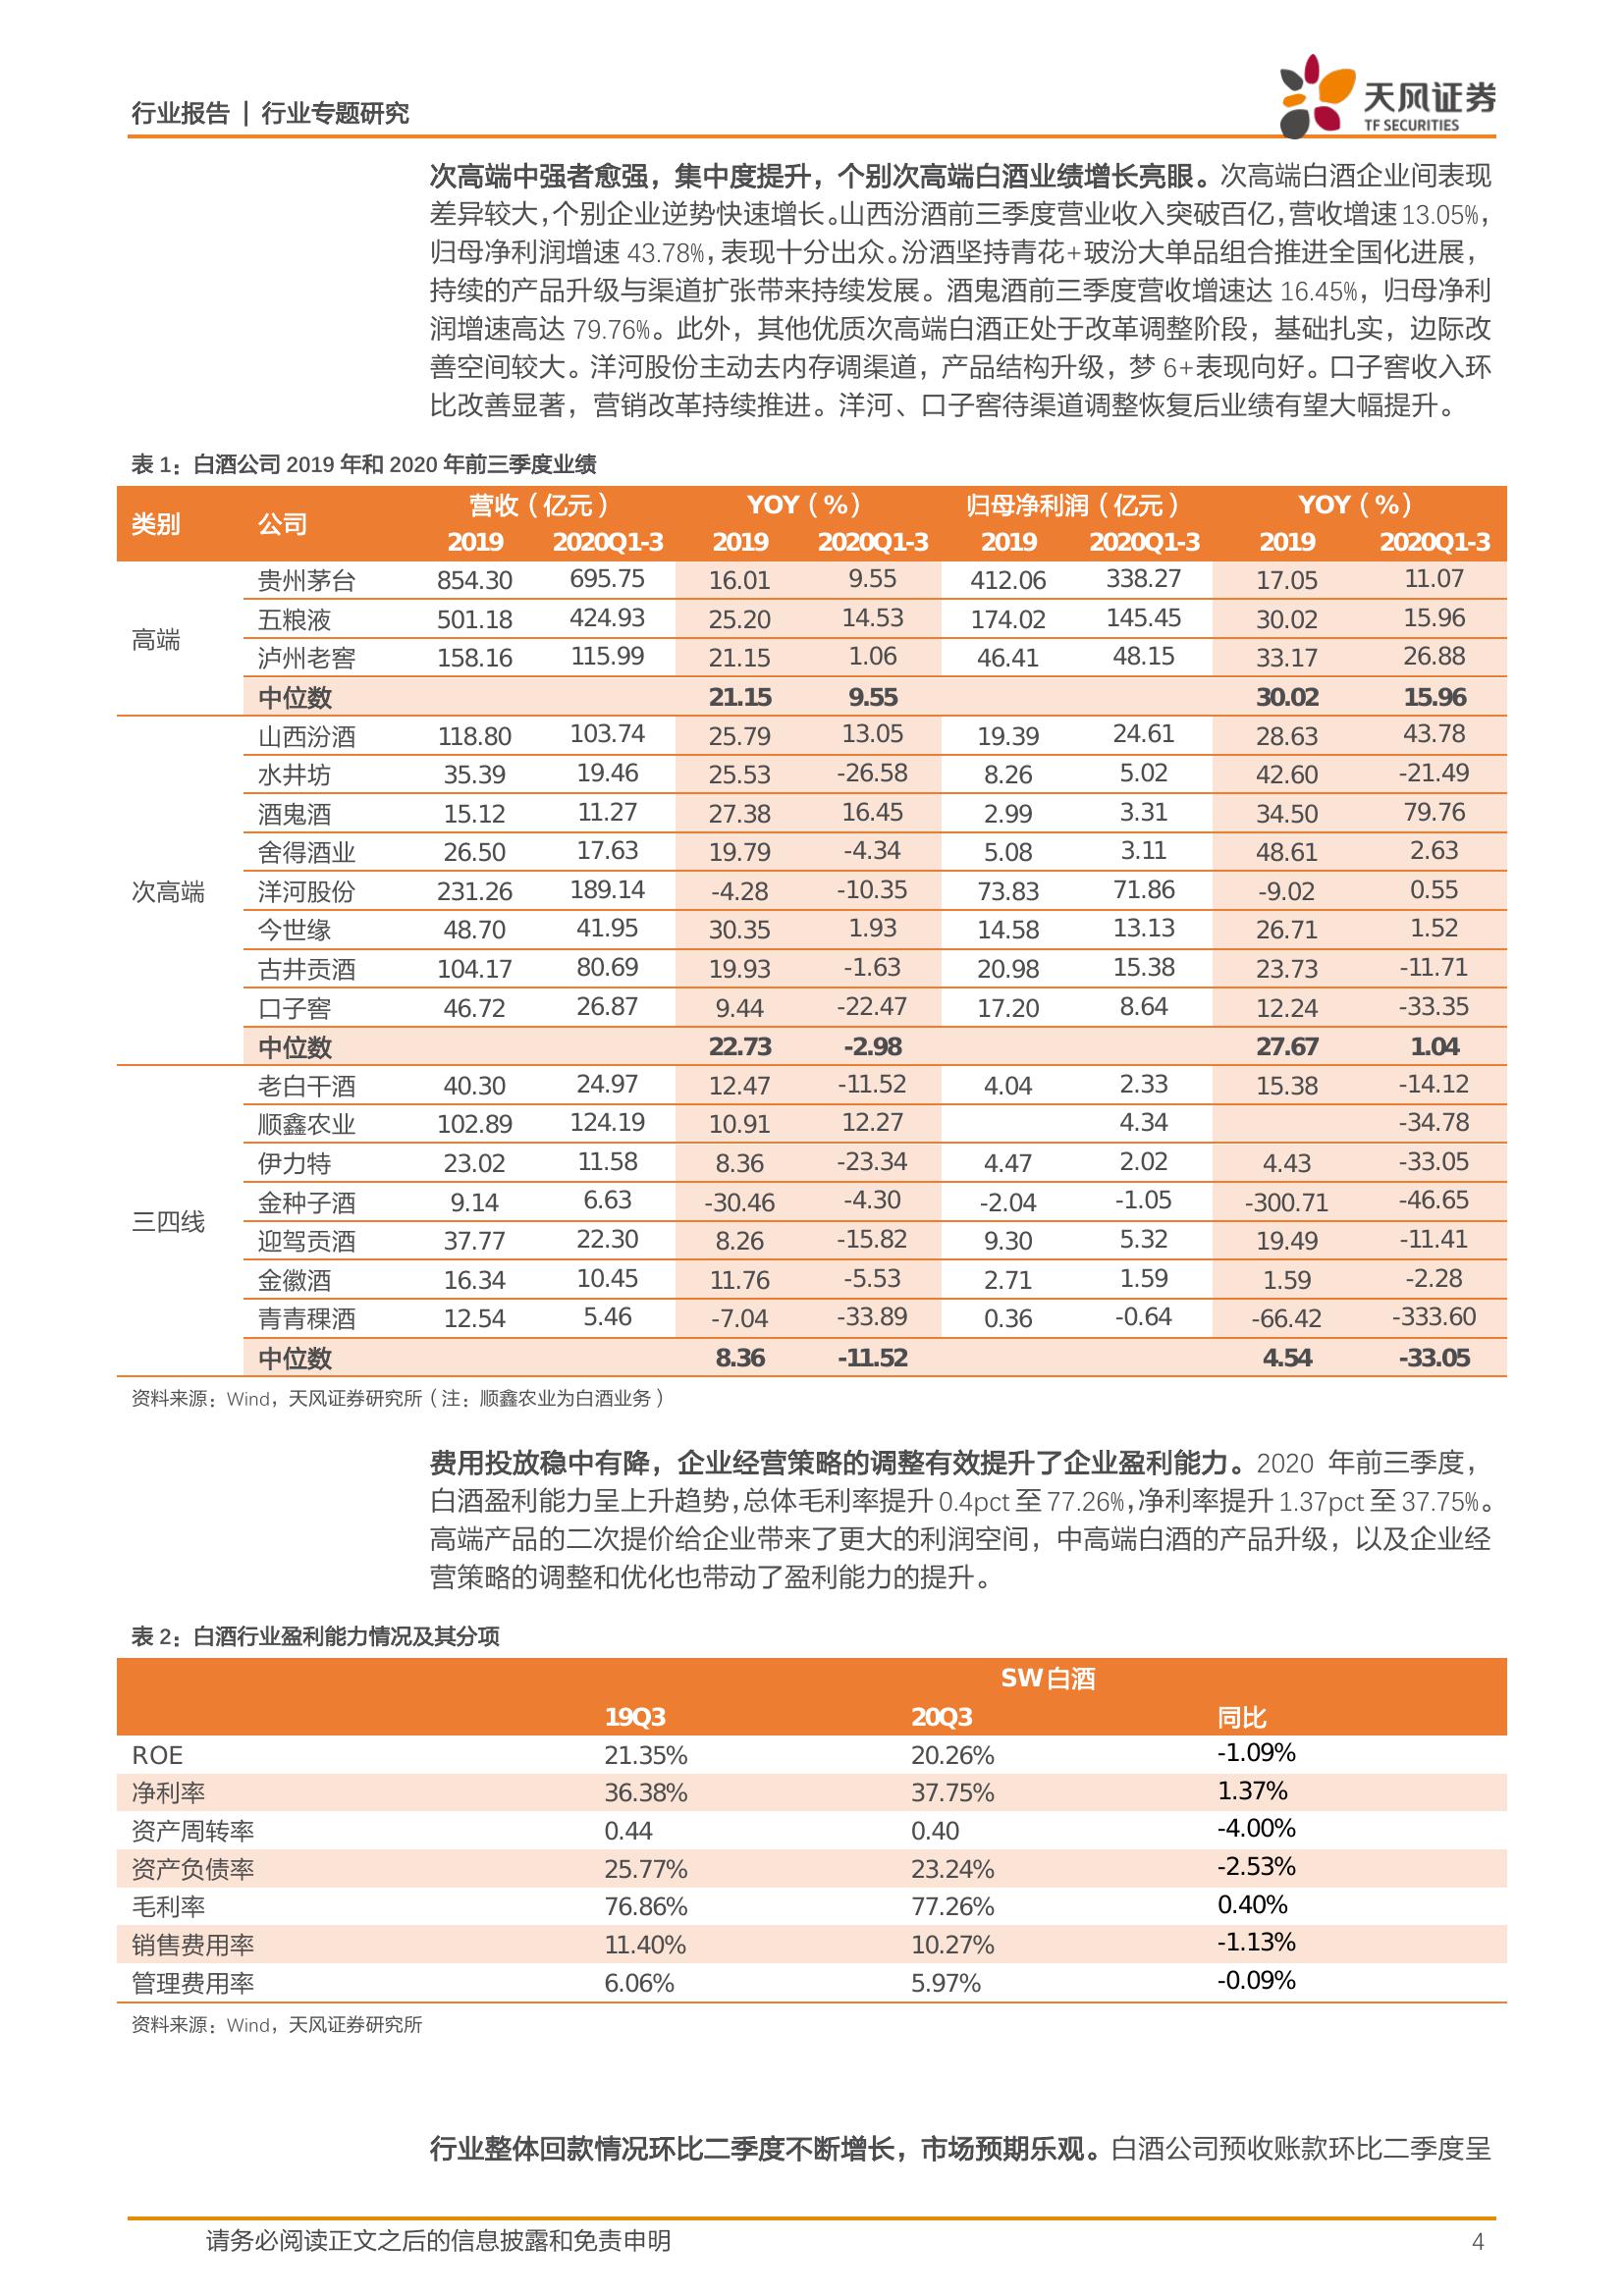 行业报告 | 行业专题研究
天风证券
TF SECURITIES
次高端中强者愈强，集中度提升，个别次高端白酒业绩增长亮眼。次高端白酒企业间表现
差异较大，个别企业逆势快速增长。山西汾酒前三季度营业收入突破百亿，营收增速 13.05%，
归母净利润增速 43.78%，表现十分出众。汾酒坚持青花+玻汾大单品组合推进全国化进展，
持续的产品升级与渠道扩张带来持续发展。酒鬼酒前三季度营收增速达 16.45%，归母净利
润增速高达 79.76%。此外，其他优质次高端白酒正处于改革调整阶段，基础扎实，边际改
善空间较大。洋河股份主动去内存调渠道，产品结构升级，梦 6+表现向好。口子窖收入环
比改善显著，营销改革持续推进。洋河、口子窖待渠道调整恢复后业绩有望大幅提升。
表 1：白酒公司 2019 年和 2020 年前三季度业绩
类别 公司 营收（亿元） YOY（%） 归母净利润（亿元） YOY（%）
2019 2020Q1-3 2019 2020Q1-3 2019 2020Q1-3 2019 2020Q1-3
高端
贵州茅台 854.30 695.75 16.01 9.55 412.06 338.27 17.05 11.07
五粮液 501.18 424.93 25.20 14.53 174.02 145.45 30.02 15.96
泸州老窖 158.16 115.99 21.15 1.06 46.41 48.15 33.17 26.88
中位数 21.15 9.55 30.02 15.96
次高端
山西汾酒 118.80 103.74 25.79 13.05 19.39 24.61 28.63 43.78
水井坊 35.39 19.46 25.53 -26.58 8.26 5.02 42.60 -21.49
酒鬼酒 15.12 11.27 27.38 16.45 2.99 3.31 34.50 79.76
舍得酒业 26.50 17.63 19.79 -4.34 5.08 3.11 48.61 2.63
洋河股份 231.26 189.14 -4.28 -10.35 73.83 71.86 -9.02 0.55
今世缘 48.70 41.95 30.35 1.93 14.58 13.13 26.71 1.52
古井贡酒 104.17 80.69 19.93 -1.63 20.98 15.38 23.73 -11.71
口子窖 46.72 26.87 9.44 -22.47 17.20 8.64 12.24 -33.35
中位数 22.73 -2.98 27.67 1.04
三四线
老白干酒 40.30 24.97 12.47 -11.52 4.04 2.33 15.38 -14.12
顺鑫农业 102.89 124.19 10.91 12.27 4.34 -34.78
伊力特 23.02 11.58 8.36 -23.34 4.47 2.02 4.43 -33.05
金种子酒 9.14 6.63 -30.46 -4.30 -2.04 -1.05 -300.71 -46.65
迎驾贡酒 37.77 22.30 8.26 -15.82 9.30 5.32 19.49 -11.41
金徽酒 16.34 10.45 11.76 -5.53 2.71 1.59 1.59 -2.28
青青稞酒 12.54 5.46 -7.04 -33.89 0.36 -0.64 -66.42 -333.60
中位数 8.36 -11.52 4.54 -33.05
资料来源：Wind，天风证券研究所（注：顺鑫农业为白酒业务）
费用投放稳中有降，企业经营策略的调整有效提升了企业盈利能力。2020 年前三季度，
白酒盈利能力呈上升趋势，总体毛利率提升 0.4pct 至 77.26%，净利率提升 1.37pct 至 37.75%。
高端产品的二次提价给企业带来了更大的利润空间，中高端白酒的产品升级，以及企业经
营策略的调整和优化也带动了盈利能力的提升。
表 2：白酒行业盈利能力情况及其分项
SW白酒
19Q3 20Q3 同比
ROE 21.35% 20.26% -1.09%
净利率 36.38% 37.75% 1.37%
资产周转率 0.44 0.40 -4.00%
资产负债率 25.77% 23.24% -2.53%
毛利率 76.86% 77.26% 0.40%
销售费用率 11.40% 10.27% -1.13%
管理费用率 6.06% 5.97% -0.09%
资料来源：Wind，天风证券研究所
行业整体回款情况环比二季度不断增长，市场预期乐观。白酒公司预收账款环比二季度呈
请务必阅读正文之后的信息披露和免责申明 4